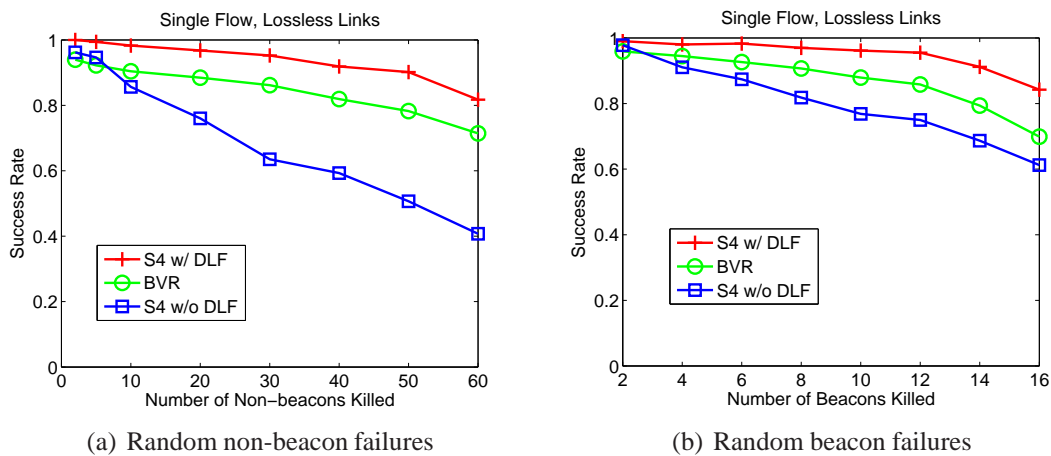 Single Flow, Lossless Links
1
0.8
0.6
0.4
0.2
0
Success Rate
S4 w/ DLF
BVR
S4 w/o DLF
0 10 20 30 40 50 60
Number of Non−beacons Killed
(a) Random non-beacon failures
Single Flow, Lossless Links
1
0.8
0.6
0.4
0.2
0
Success Rate
S4 w/ DLF
BVR
S4 w/o DLF
2 4 6 8 10 12 14 16
Number of Beacons Killed
(b) Random beacon failures